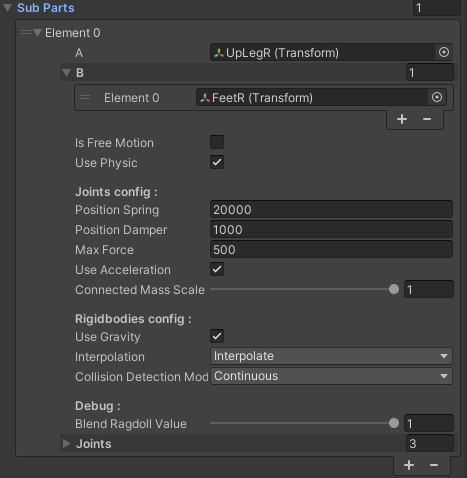 Sub Parts 1
Element 0
A UpLegR (Transform)
B 1
Element 0 FeetR (Transform)
+ −
Is Free Motion
Use Physic
Joints config :
Position Spring 20000
Position Damper 1000
Max Force 500
Use Acceleration
Connected Mass Scale 1
Rigidbodies config :
Use Gravity
Interpolation Interpolate
Collision Detection Mod Continuous
Debug :
Blend Ragdoll Value 1
Joints 3
+ −